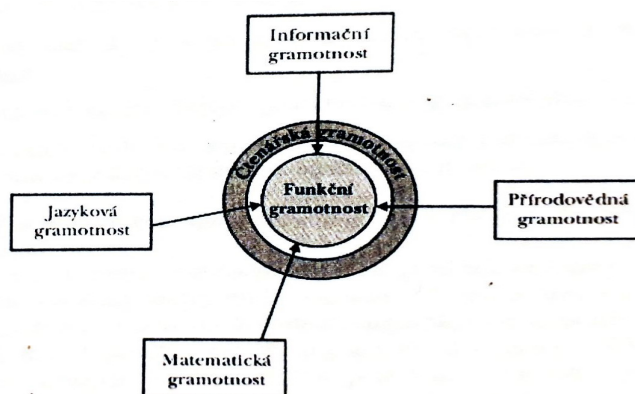 Informační
gramotnost
Čtenářská gramotnost
Funkční
gramotnost
Jazyková
gramotnost
Přírodovědná
gramotnost
Matematická
gramotnost